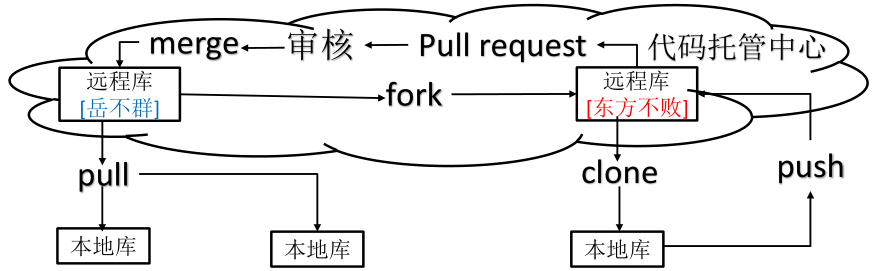 merge
审核
Pull request
代码托管中心
远程库
[岳不群]
fork
远程库
[东方不败]
pull
clone
push
本地库
本地库
本地库